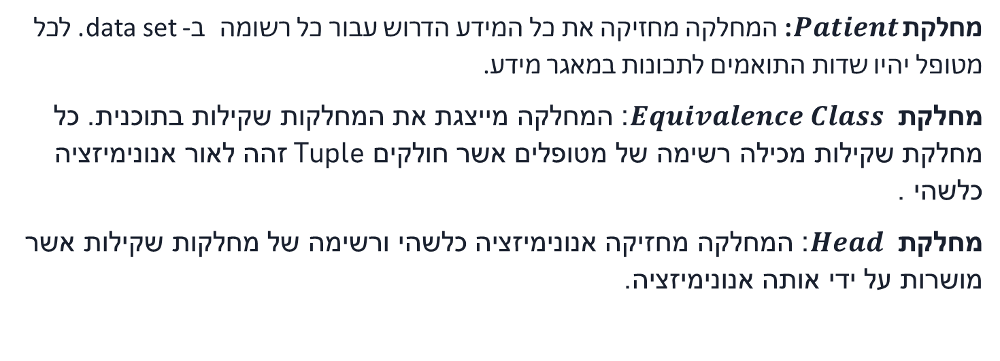 מחלקת Patient: המחלקה מחזיקה את כל המידע הדרוש עבור כל רשומה ב- data set. לכל
מטופל יהיו שדות התואמים לתכונות במאגר מידע.
מחלקת Equivalence Class: המחלקה מייצגת את המחלקות שקילות בתוכנית. כל
מחלקת שקילות מכילה רשימה של מטופלים אשר חולקים Tuple זהה לאור אנונימיזציה
כלשהי .
מחלקת Head: המחלקה מחזיקה אנונימיזציה כלשהי ורשימה של מחלקות שקילות אשר
מושרות על ידי אותה אנונימיזציה.